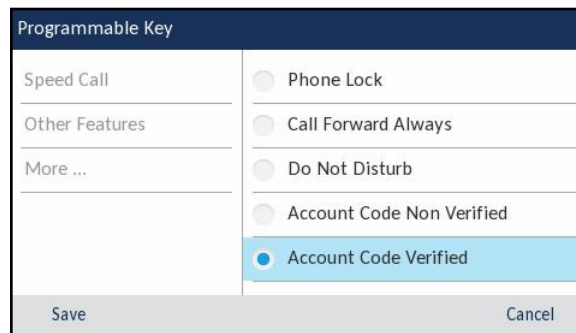 Programmable Key
Speed Call
Other Features
More ...
Phone Lock
Call Forward Always
Do Not Disturb
Account Code Non Verified
Account Code Verified
Save
Cancel